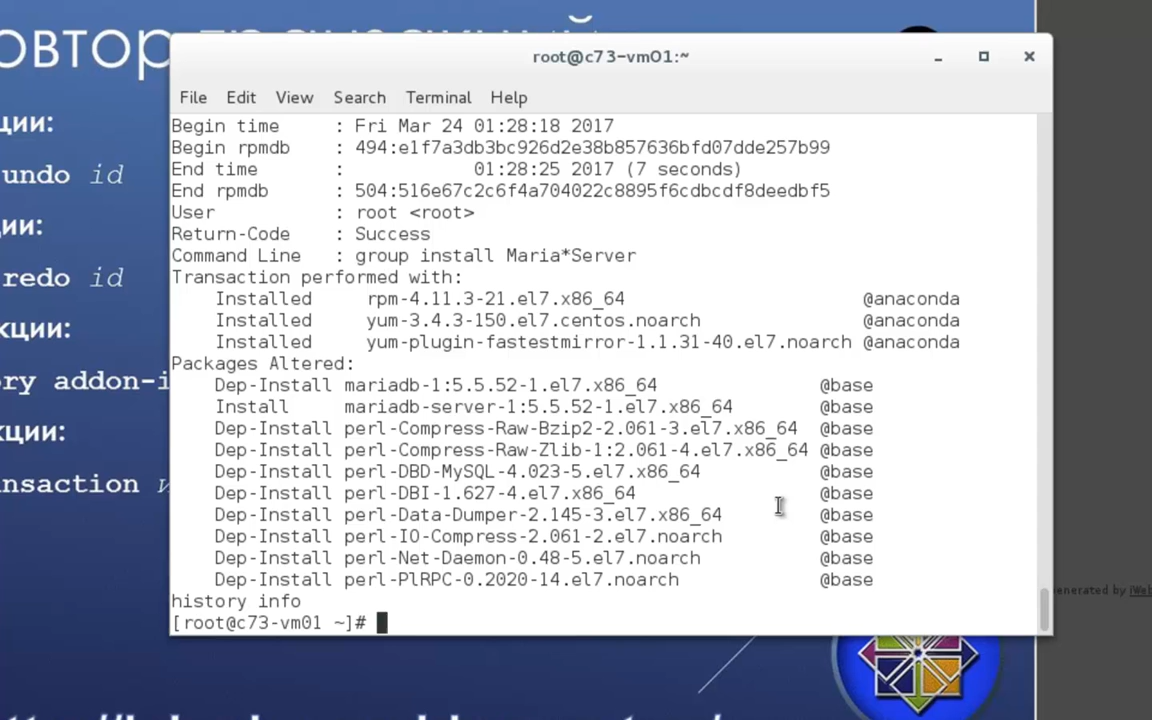 root@c73-vm01:~
File Edit View Search Terminal Help
Begin time : Fri Mar 24 01:28:18 2017
Begin rpmdb : 494:e1f7a3db3bc926d2e38b857636bfd07dde257b99
End time : 01:28:25 2017 (7 seconds)
End rpmdb : 504:516e67c2c6f4a704022c8895f6cdbcdf8deedbf5
User : root <root>
Return-Code : Success
Command Line : group install Maria*Server
Transaction performed with:
Installed rpm-4.11.3-21.el7.x86_64 @anaconda
Installed yum-3.4.3-150.el7.centos.noarch @anaconda
Installed yum-plugin-fastestmirror-1.1.31-40.el7.noarch @anaconda
Packages Altered:
Dep-Install mariadb-1:5.5.52-1.el7.x86_64 @base
Install mariadb-server-1:5.5.52-1.el7.x86_64 @base
Dep-Install perl-Compress-Raw-Bzip2-2.061-3.el7.x86_64 @base
Dep-Install perl-Compress-Raw-Zlib-1:2.061-4.el7.x86_64 @base
Dep-Install perl-DBD-MySQL-4.023-5.el7.x86_64 @base
Dep-Install perl-DBI-1.627-4.el7.x86_64 @base
Dep-Install perl-Data-Dumper-2.145-3.el7.x86_64 @base
Dep-Install perl-IO-Compress-2.061-2.el7.noarch @base
Dep-Install perl-Net-Daemon-0.48-5.el7.noarch @base
Dep-Install perl-PlRPC-0.2020-14.el7.noarch @base
history info
[root@c73-vm01 ~]#
овтор
ции:
undo id
ии:
redo id
кции:
ry addon-i
кции:
nsaction
enerated by iWeb